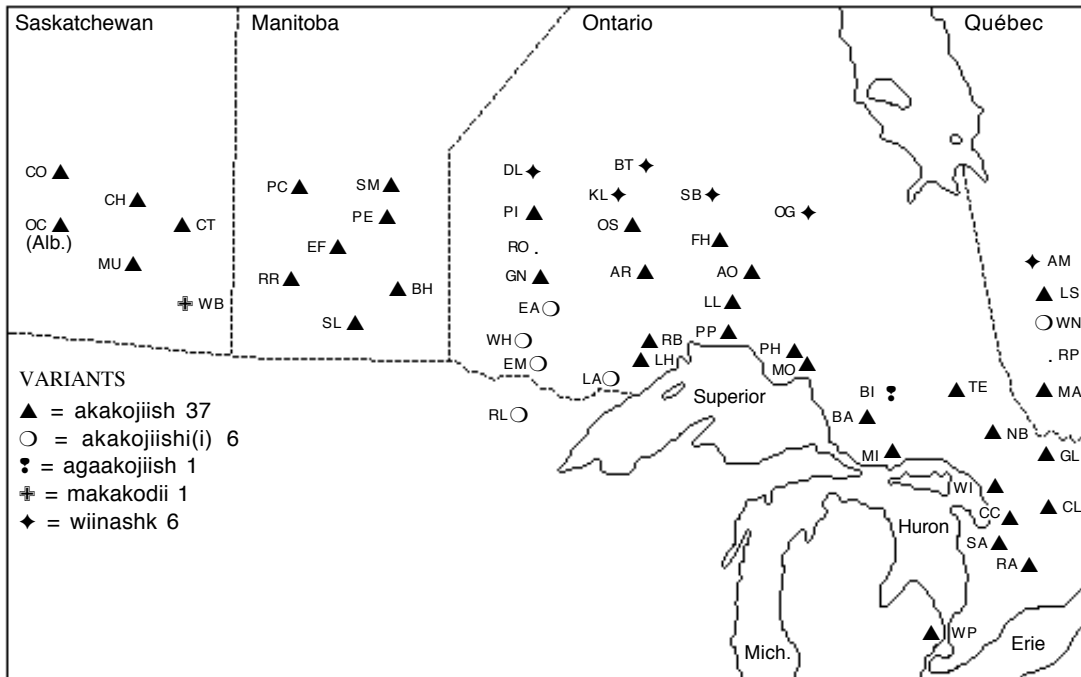 Saskatchewan Manitoba Ontario Québec
CO
CH
OC
(Alb.)
CT
MU
WB
PC
SM
PE
EF
RR
BH
SL
DL
BT
KL
SB
OG
PI
OS
RO
FH
GN
AR
AO
EA
LL
WH
RB
PP
EM
LH
PH
MO
LA
RL
AM
LS
WN
RP
BI
TE
MA
BA
NB
MI
GL
WI
CC
CL
SA
RA
WP
Superior
Huron
Mich.
Erie
VARIANTS
▲ = akakojiish 37
❍ = akakojiishi(i) 6
❣ = agaakojiish 1
✙ = makakodii 1
✦ = wiinashk 6